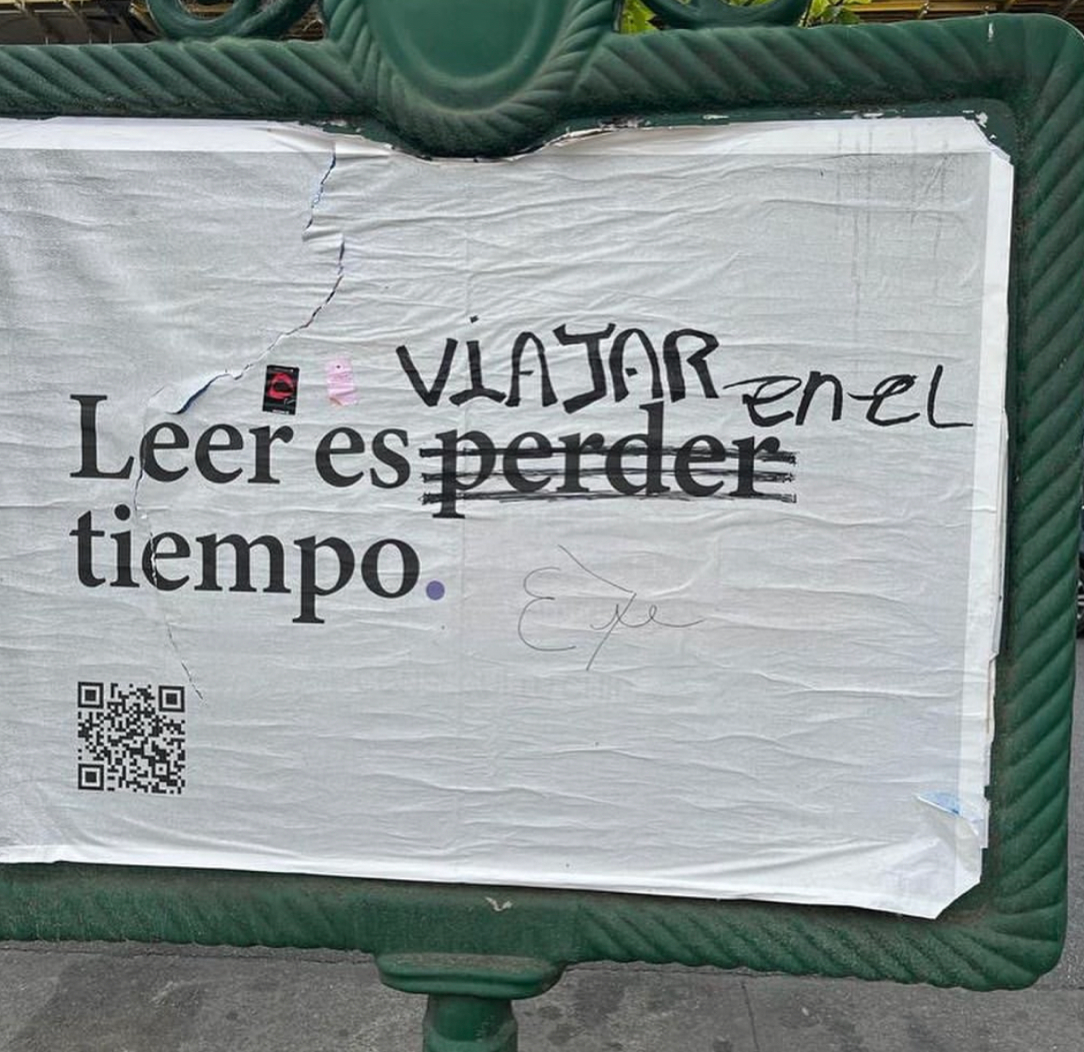 VIAJAR en el
Leer es perder
tiempo.